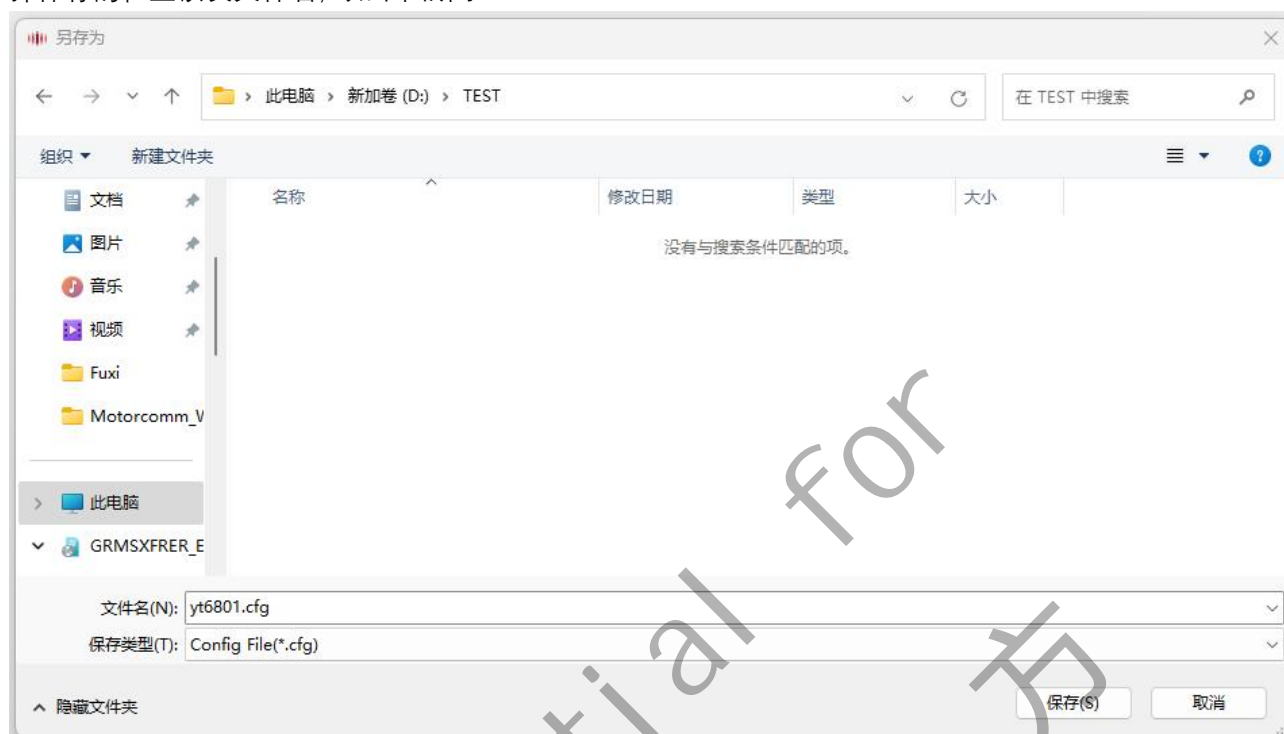 另存为
此电脑 › 新加卷 (D:) › TEST
在 TEST 中搜索
组织 新建文件夹
名称 修改日期 类型 大小
没有与搜索条件匹配的项。
文档
图片
音乐
视频
Fuxi
Motorcomm_
此电脑
GRMSXFRER_E
文件名(N): yt6801.cfg
保存类型(T): Config File(*.cfg)
隐藏文件夹
保存(S) 取消
tial for
方